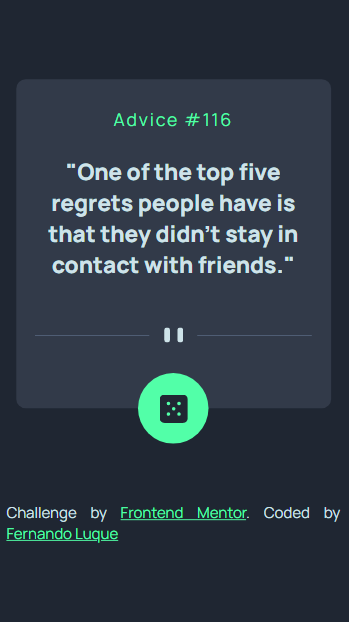 Advice #116
"One of the top five
regrets people have is
that they didn't stay in
contact with friends."
Challenge by Frontend Mentor. Coded by
Fernando Luque